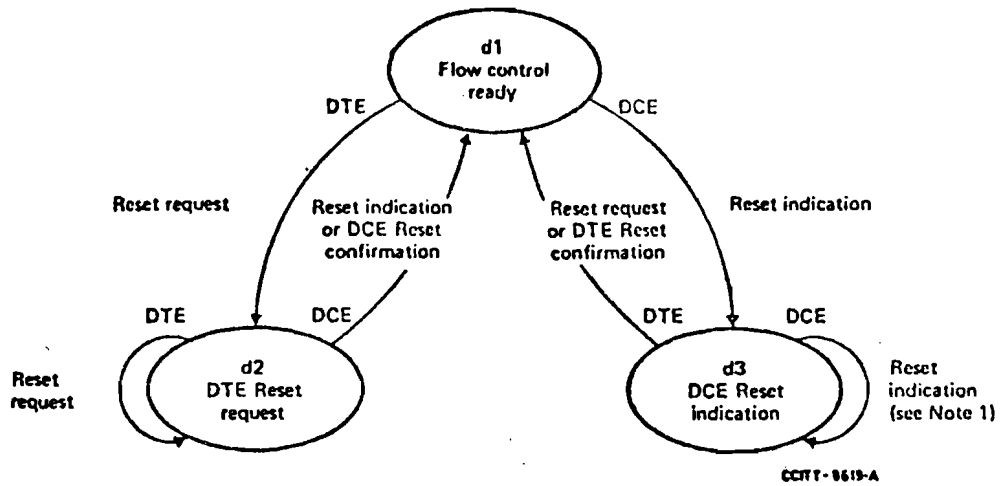 d1
Flow control
ready
DTE
DCE
Reset request
Reset indication
or DCE Reset
confirmation
Reset request
or DTE Reset
confirmation
Reset indication
DTE
DCE
DTE
DCE
Reset
request
d2
DTE Reset
request
d3
DCE Reset
indication
Reset
indication
(see Note 1)
CCITT-9619-A